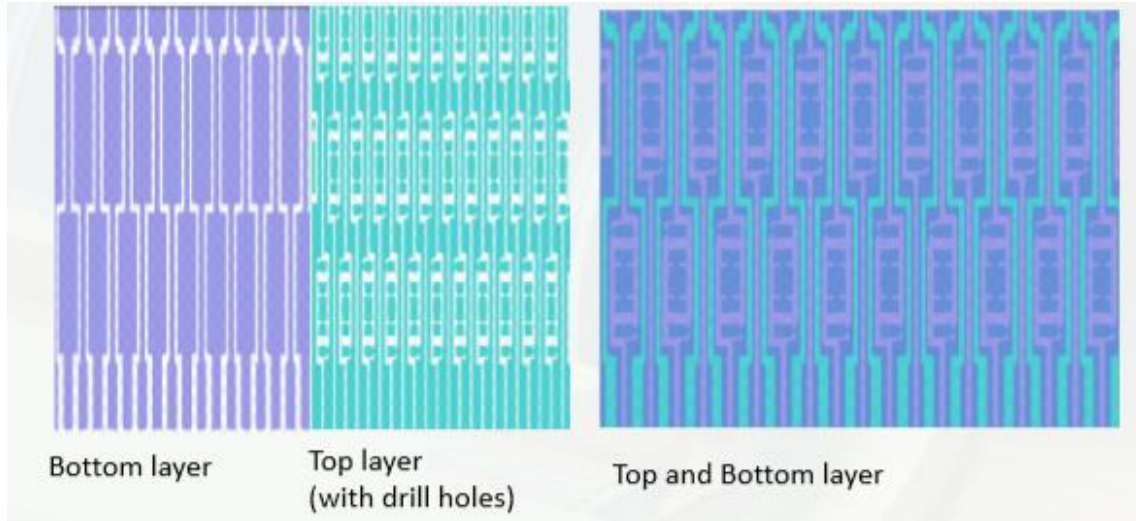 Bottom layer
Top layer
(with drill holes)
Top and Bottom layer